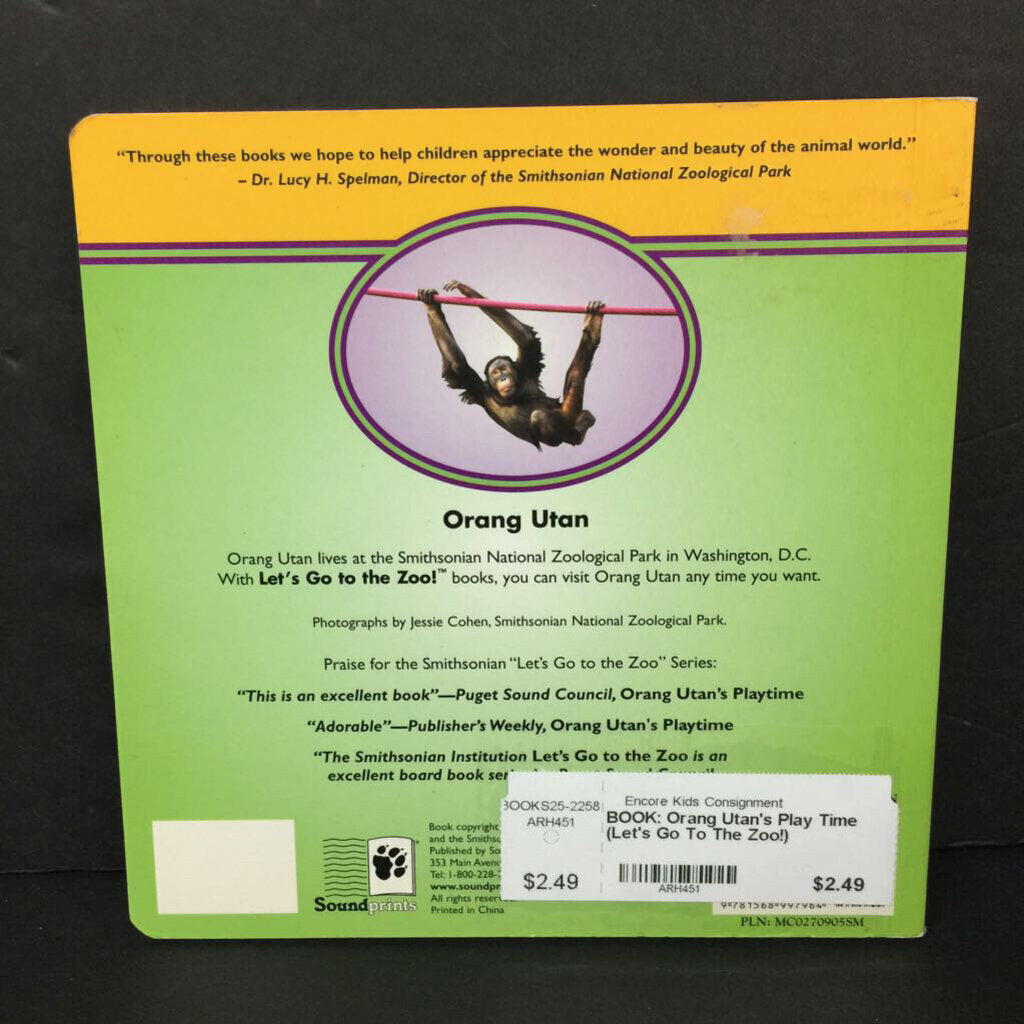 “Through these books we hope to help children appreciate the wonder and beauty of the animal world.”
– Dr. Lucy H. Spelman, Director of the Smithsonian National Zoological Park
Orang Utan
Orang Utan lives at the Smithsonian National Zoological Park in Washington, D.C.
With Let's Go to the Zoo!™ books, you can visit Orang Utan any time you want.
Photographs by Jessie Cohen, Smithsonian National Zoological Park.
Praise for the Smithsonian “Let's Go to the Zoo” Series:
“This is an excellent book”—Puget Sound Council, Orang Utan's Playtime
“Adorable”—Publisher's Weekly, Orang Utan's Playtime
“The Smithsonian Institution Let's Go to the Zoo is an
excellent board book
Soundprints
Book copyright
and the
Published by
353 Main
Tel: 1-800-228-
All rights
Printed in China
BOOKS25-2258
ARH451
$2.49
Encore Kids Consignment
BOOK: Orang Utan's Play Time
(Let's Go To The Zoo!)
ARH451
$2.49
9 781568 997964
PLN: MC0270905SM